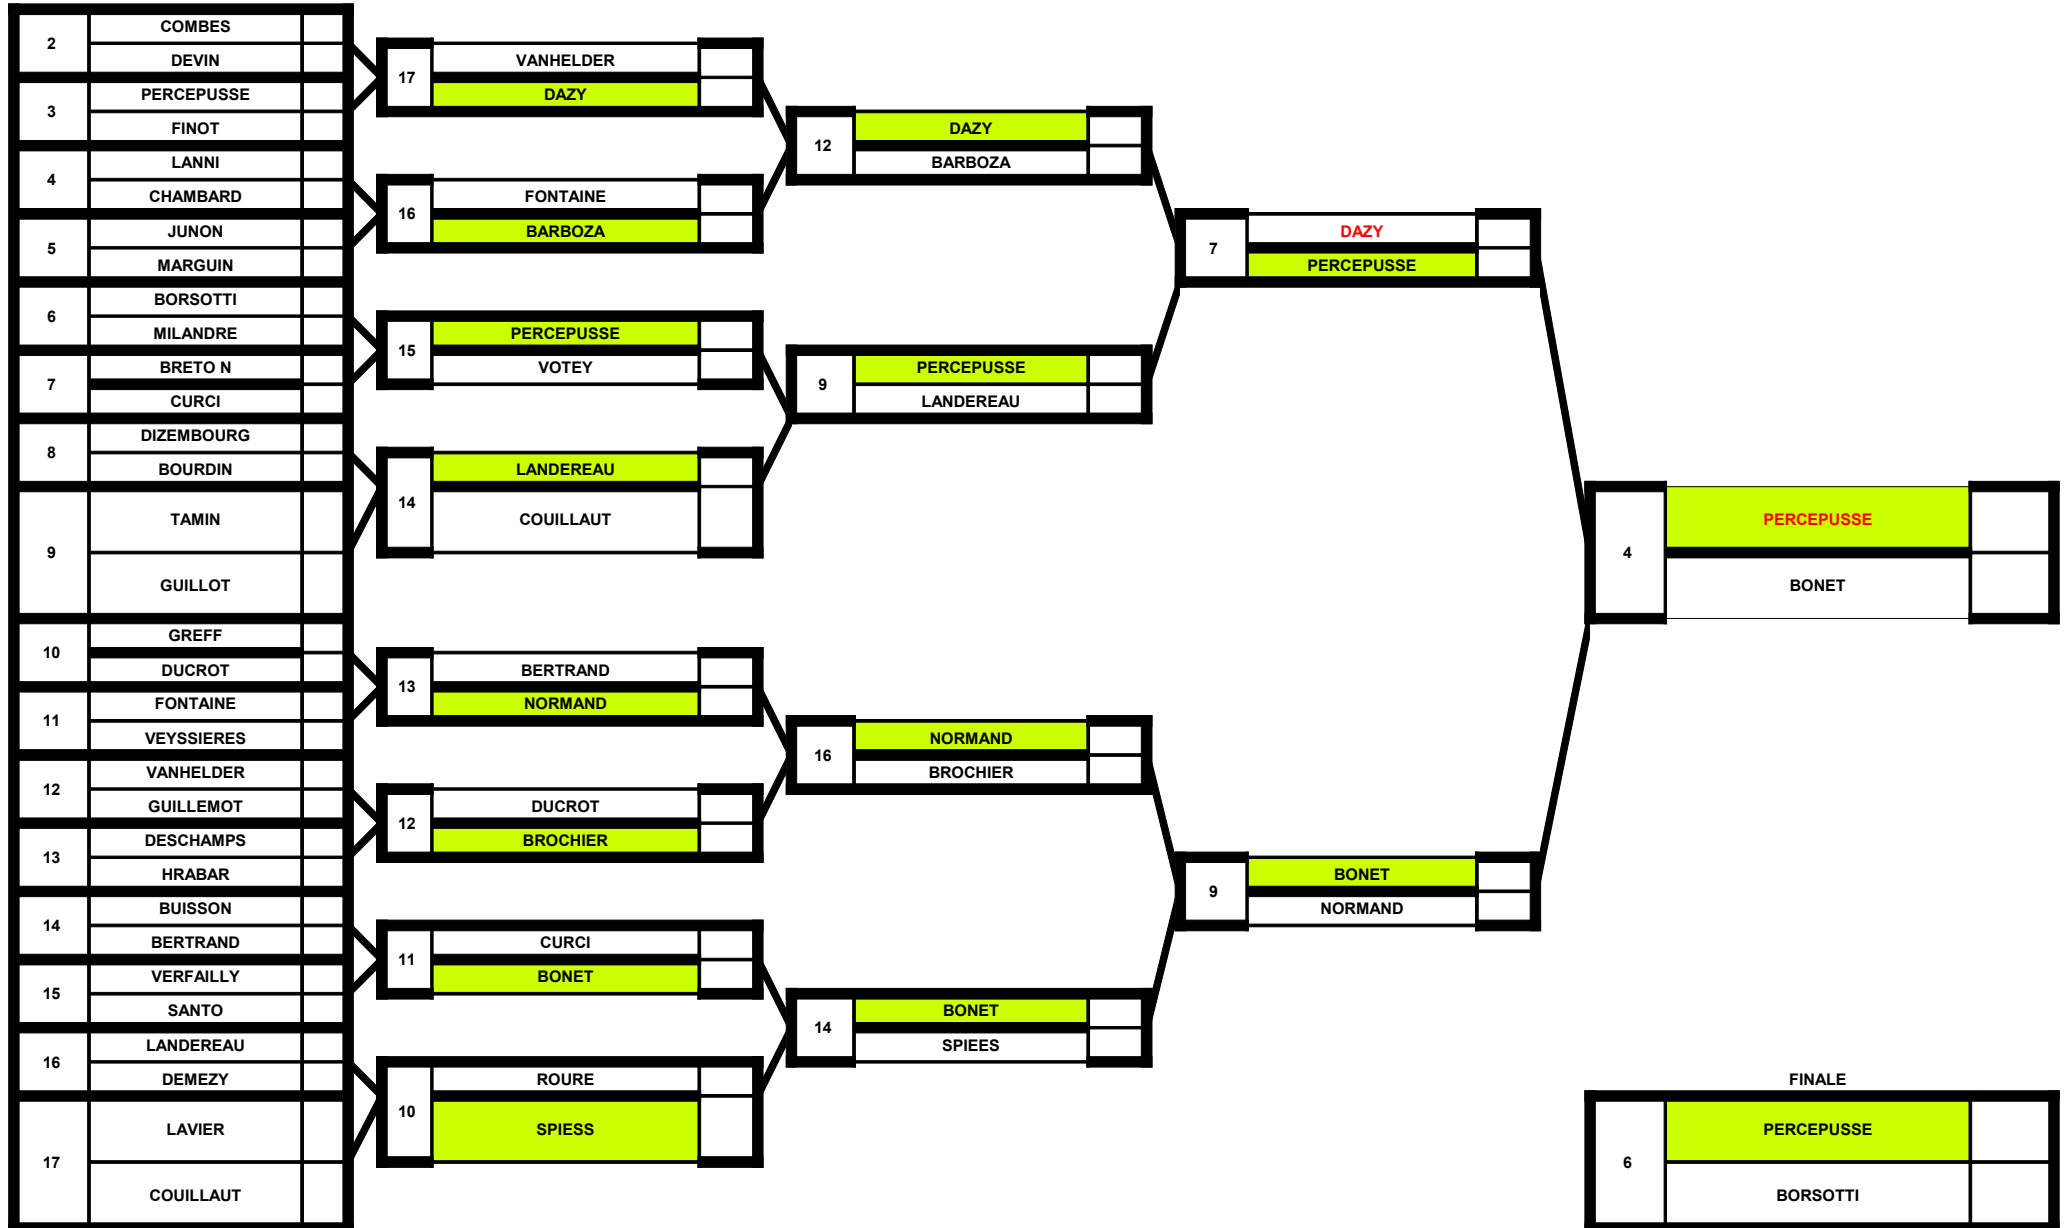 2
COMBES
DEVIN
3
PERCEPUSSE
FINOT
4
LANNI
CHAMBARD
5
JUNON
MARGUIN
6
BORSOTTI
MILANDRE
7
BRETO N
CURCI
8
DIZEMBOURG
BOURDIN
9
TAMIN
GUILLOT
10
GREFF
DUCROT
11
FONTAINE
VEYSSIERES
12
VANHELDER
GUILLEMOT
13
DESCHAMPS
HRABAR
14
BUISSON
BERTRAND
15
VERFAILLY
SANTO
16
LANDEREAU
DEMEZY
17
LAVIER
COUILLAUT
17
VANHELDER
DAZY
16
FONTAINE
BARBOZA
15
PERCEPUSSE
VOTEY
14
LANDEREAU
COUILLAUT
13
BERTRAND
NORMAND
12
DUCROT
BROCHIER
11
CURCI
BONET
10
ROURE
SPIESS
12
DAZY
BARBOZA
9
PERCEPUSSE
LANDEREAU
16
NORMAND
BROCHIER
14
BONET
SPIEES
7
DAZY
PERCEPUSSE
9
BONET
NORMAND
4
PERCEPUSSE
BONET
FINALE
6
PERCEPUSSE
BORSOTTI